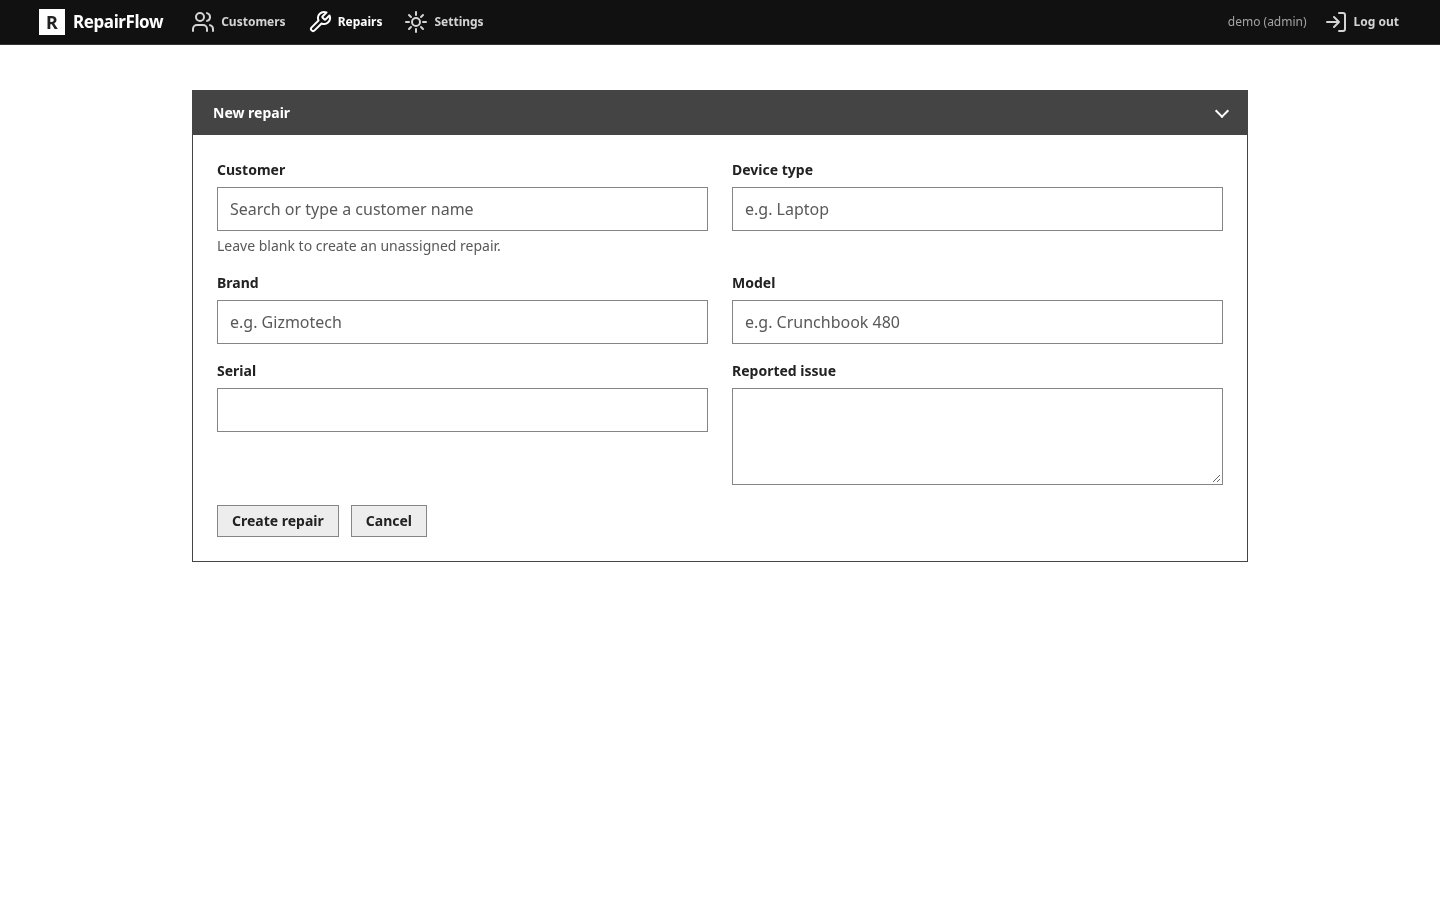 R RepairFlow Customers Repairs Settings demo (admin) Log out
New repair
Customer Device type
Search or type a customer name e.g. Laptop
Leave blank to create an unassigned repair.
Brand Model
e.g. Gizmotech e.g. Crunchbook 480
Serial Reported issue
Create repair Cancel